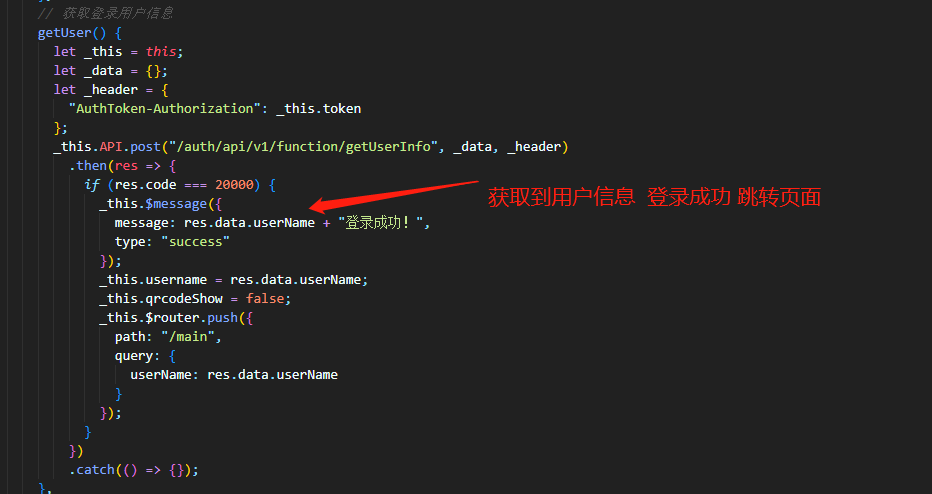 // 获取登录用户信息
getUser() {
let _this = this;
let _data = {};
let _header = {
"AuthToken-Authorization": _this.token
};
_this.API.post("/auth/api/v1/function/getUserInfo", _data, _header)
.then(res => {
if (res.code === 20000) {
_this.$message({
获取到用户信息 登录成功 跳转页面
message: res.data.userName + "登录成功！",
type: "success"
});
_this.username = res.data.userName;
_this.qrcodeShow = false;
_this.$router.push({
path: "/main",
query: {
userName: res.data.userName
}
});
}
})
.catch(() => {});
},